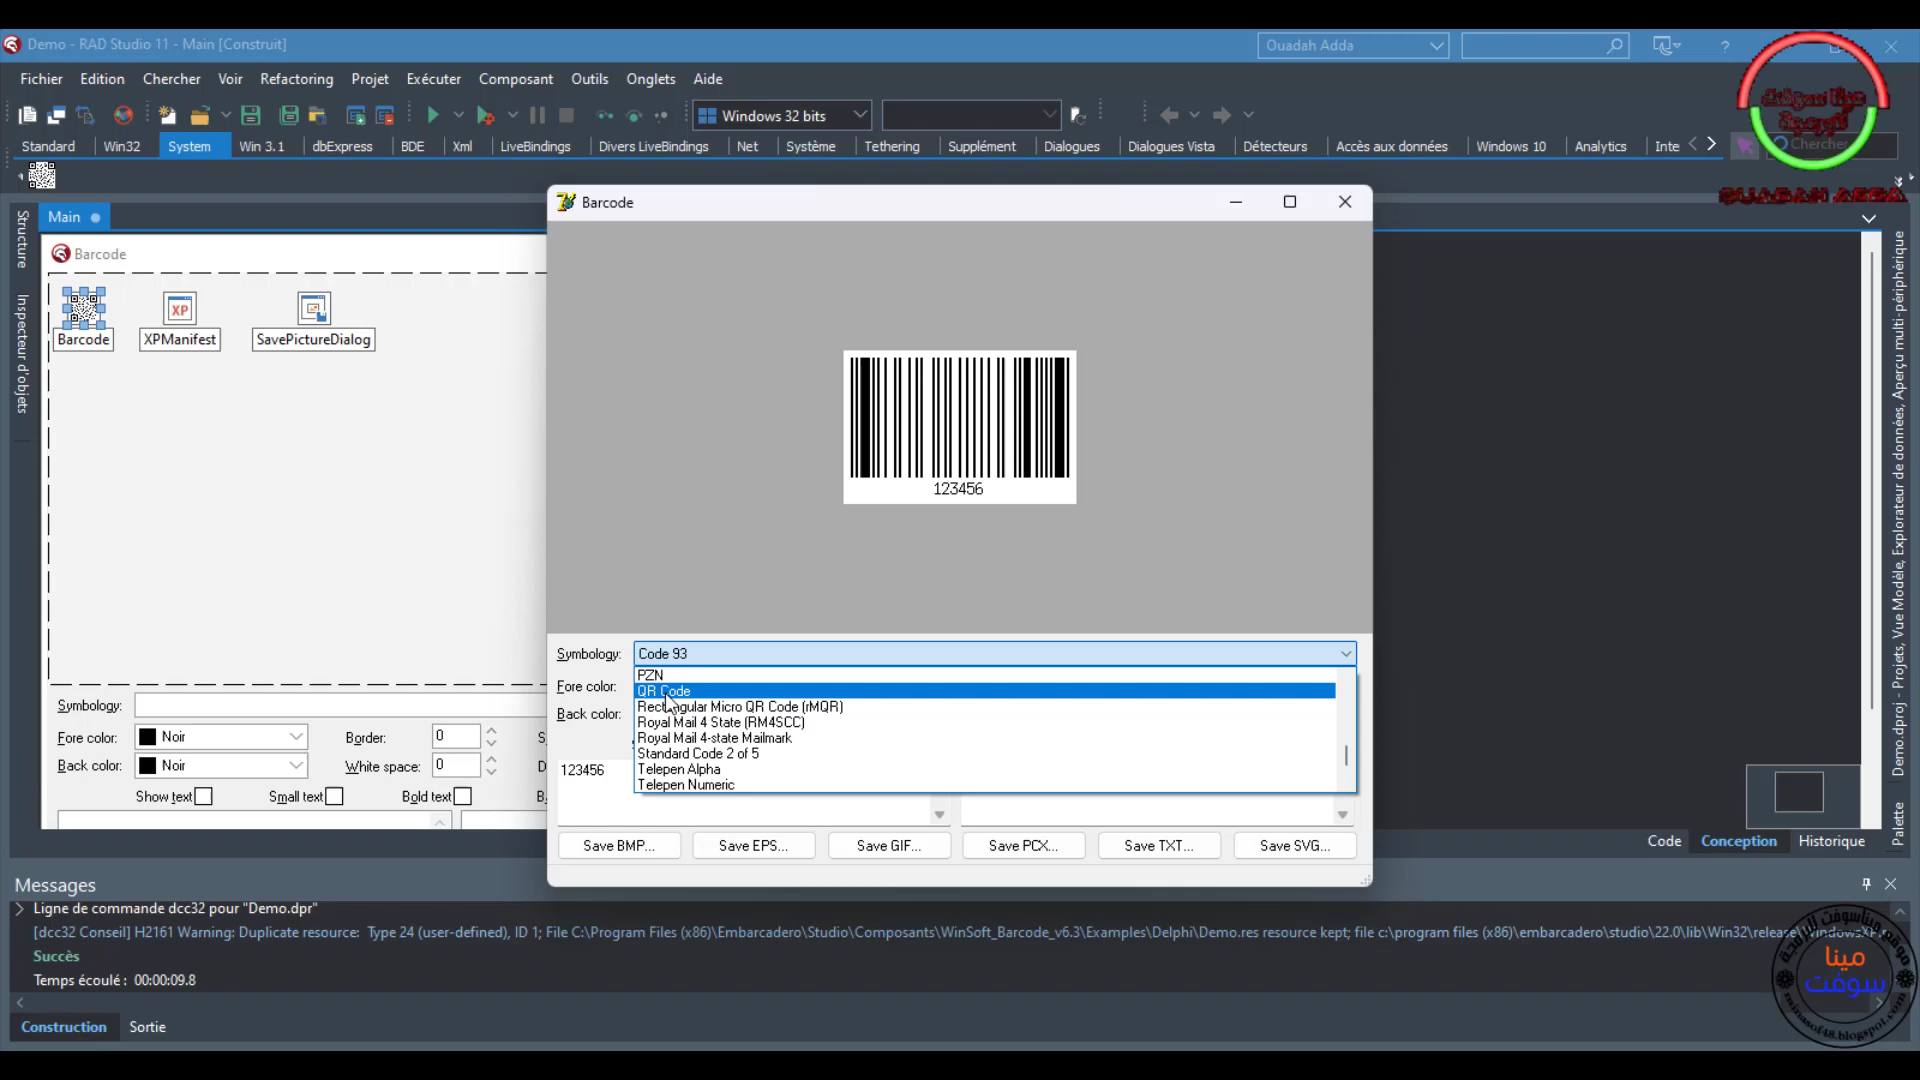 Demo - RAD Studio 11 - Main [Construit]
Ouadah Adda
Fichier Edition Chercher Voir Refactoring Projet Exécuter Composant Outils Onglets Aide
Windows 32 bits
Standard Win32 System Win 3.1 dbExpress BDE Xml LiveBindings Divers LiveBindings Net Système Tethering Supplément Dialogues Dialogues Vista Détecteurs Accès aux données Windows 10 Analytics Inte
Chercher
OUADAH ADDA
Structure
Inspecteur d'objets
Main
Barcode
Barcode
XP
XPManifest
SavePictureDialog
Symbology:
Fore color: Noir
Border: 0
Back color: Noir
White space: 0
Show text
Small text
Bold text
Barcode
123456
Symbology: Code 93
Fore color:
Back color:
PZN
QR Code
Rectangular Micro QR Code (rMQR)
Royal Mail 4 State (RM4SCC)
Royal Mail 4-state Mailmark
Standard Code 2 of 5
Telepen Alpha
Telepen Numeric
123456
Save BMP... Save EPS... Save GIF... Save PCX... Save TXT... Save SVG...
Demo.dproj - Projets, Vue Modèle, Explorateur de données, Aperçu multi-périphérique
Palette
Code Conception Historique
Messages
Ligne de commande dcc32 pour "Demo.dpr"
[dcc32 Conseil] H2161 Warning: Duplicate resource: Type 24 (user-defined), ID 1; File C:\Program Files (x86)\Embarcadero\Studio\Composants\WinSoft_Barcode_v6.3\Examples\Delphi\Demo.res resource kept; file c:\program files (x86)\embarcadero\studio\22.0\lib\Win32\release\WindowsXP.r
Succès
Temps écoulé : 00:00:09.8
Construction Sortie
مينا
سوفت
minasoft48.blogspot.com